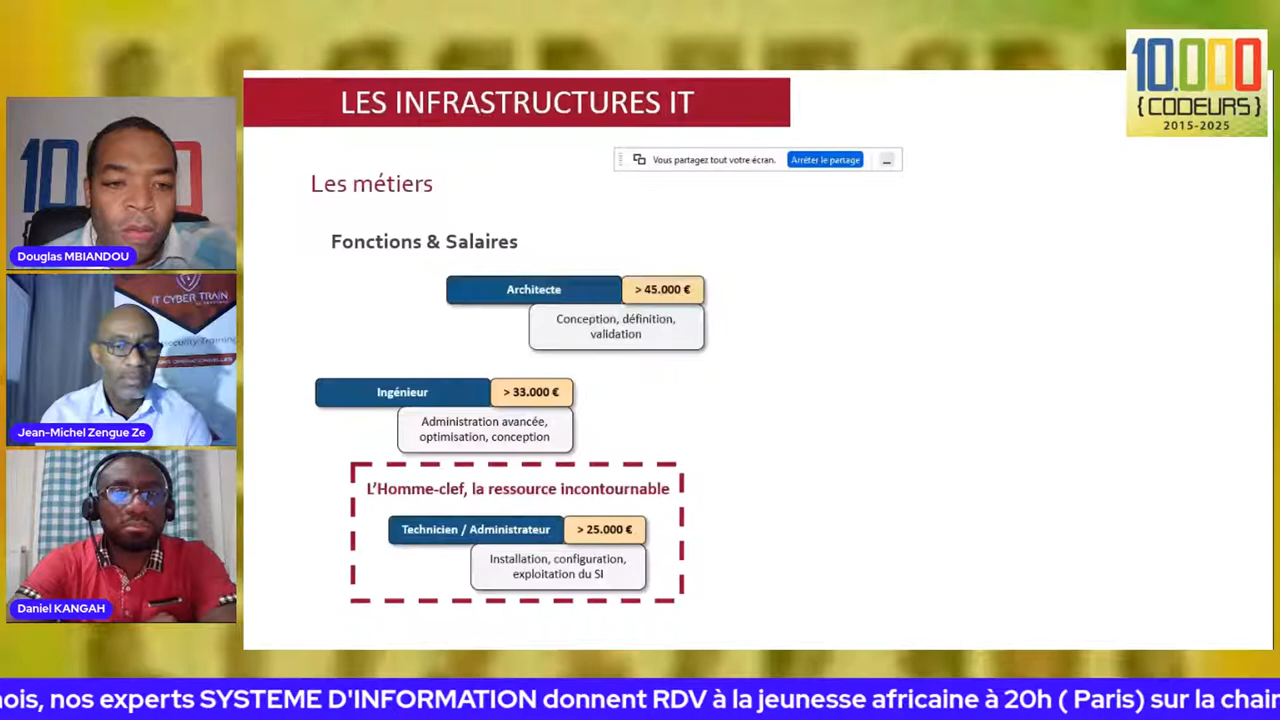 10.000
{CODEURS}
2015-2025
LES INFRASTRUCTURES IT
Vous partagez tout votre écran.
Arrêter le partage
Les métiers
Fonctions & Salaires
Architecte
> 45.000 €
Conception, définition,
validation
Ingénieur
> 33.000 €
Administration avancée,
optimisation, conception
L'Homme-clef, la ressource incontournable
Technicien / Administrateur
> 25.000 €
Installation, configuration,
exploitation du SI
10
Douglas MBIANDOU
IT CYBER TRAIN
Jean-Michel Zengue Ze
Daniel KANGAH
nois, nos experts SYSTEME D'INFORMATION donnent RDV à la jeunesse africaine à 20h ( Paris) sur la chain